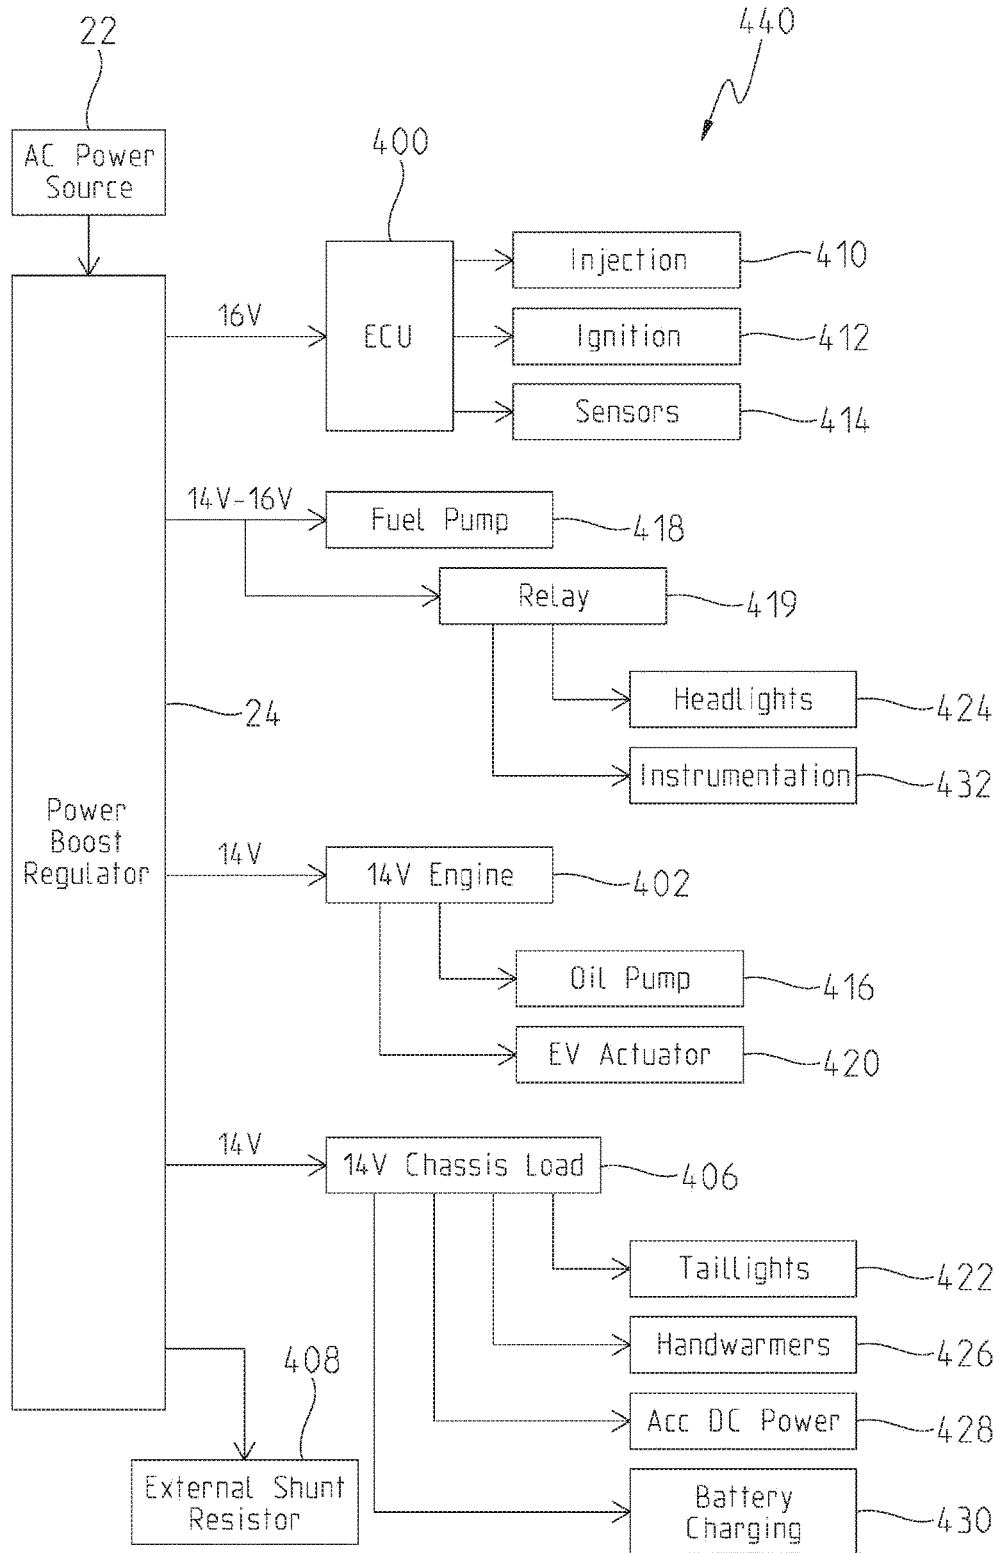 22
440
AC Power
Source
400
Injection
410
16V
ECU
Ignition
412
Sensors
414
14V-16V
Fuel Pump
418
Relay
419
24
Headlights
424
Instrumentation
432
Power
Boost
Regulator
14V
14V Engine
402
Oil Pump
416
EV Actuator
420
14V
14V Chassis Load
406
Taillights
422
Handwarmers
426
408
Acc DC Power
428
External Shunt
Resistor
Battery
Charging
430